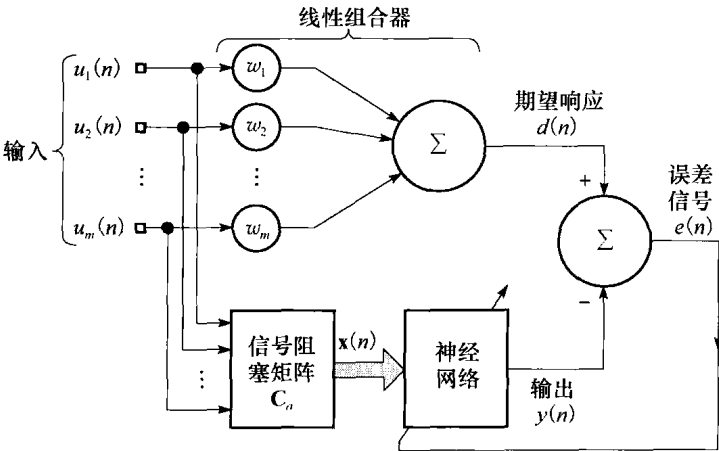 线性组合器
输入
u₁(n)
w₁
u₂(n)
w₂
⋮
⋮
uₘ(n)
wₘ
Σ
期望响应
d(n)
+
Σ
−
误差
信号
e(n)
信号阻
塞矩阵
Cₐ
⋮
x(n)
神经
网络
输出
y(n)